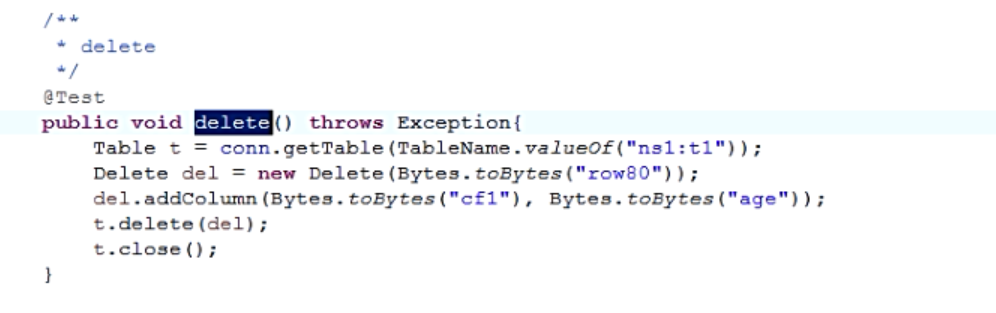 /**
 * delete
 */
@Test
public void delete() throws Exception{
    Table t = conn.getTable(TableName.valueOf("ns1:t1"));
    Delete del = new Delete(Bytes.toBytes("row80"));
    del.addColumn(Bytes.toBytes("cf1"), Bytes.toBytes("age"));
    t.delete(del);
    t.close();
}